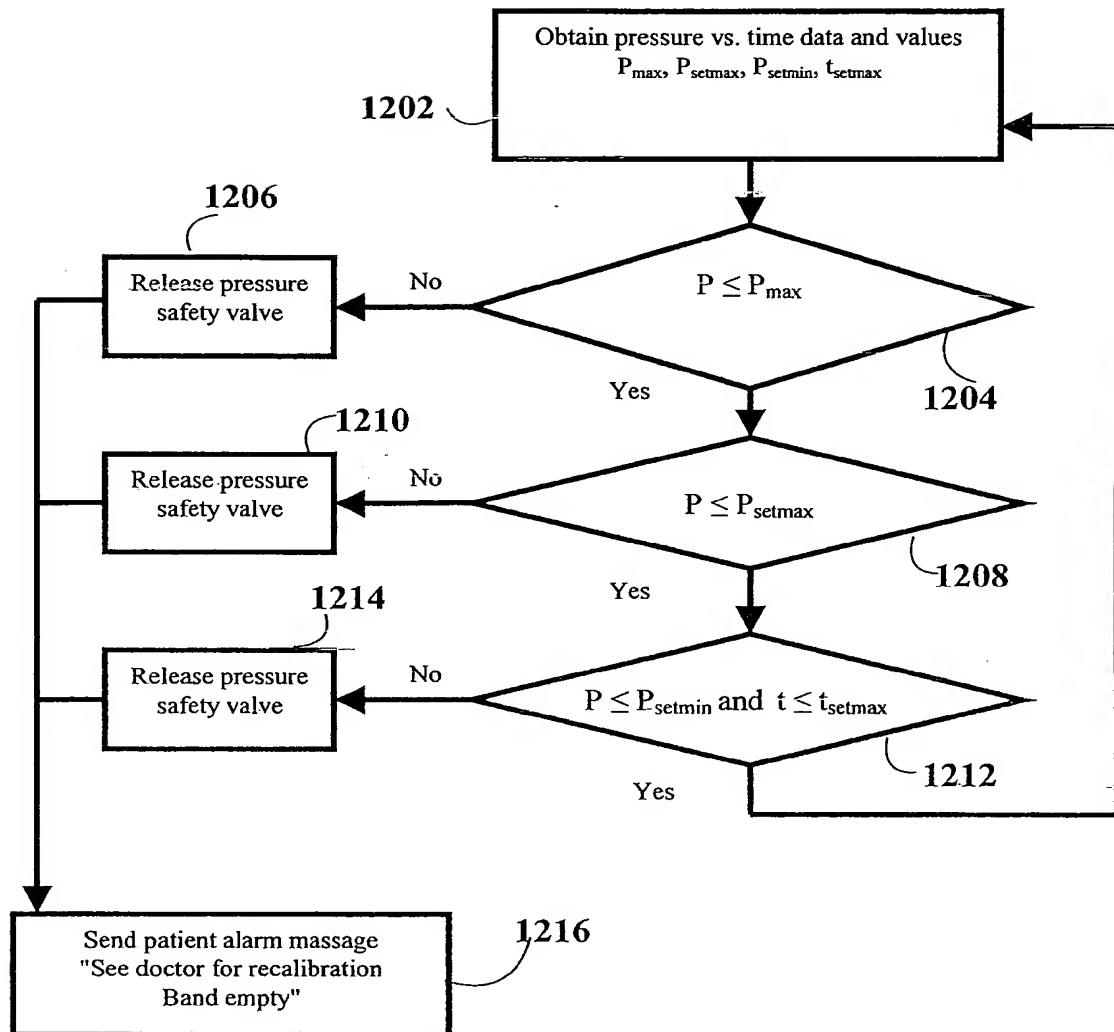 Obtain pressure vs. time data and values
Pmax, Psetmax, Psetmin, tsetmax
1202
1206
Release pressure
safety valve
No
P ≤ Pmax
1204
Yes
1210
Release pressure
safety valve
No
P ≤ Psetmax
1208
Yes
1214
Release pressure
safety valve
No
P ≤ Psetmin and t ≤ tsetmax
1212
Yes
Send patient alarm massage
"See doctor for recalibration
Band empty"
1216